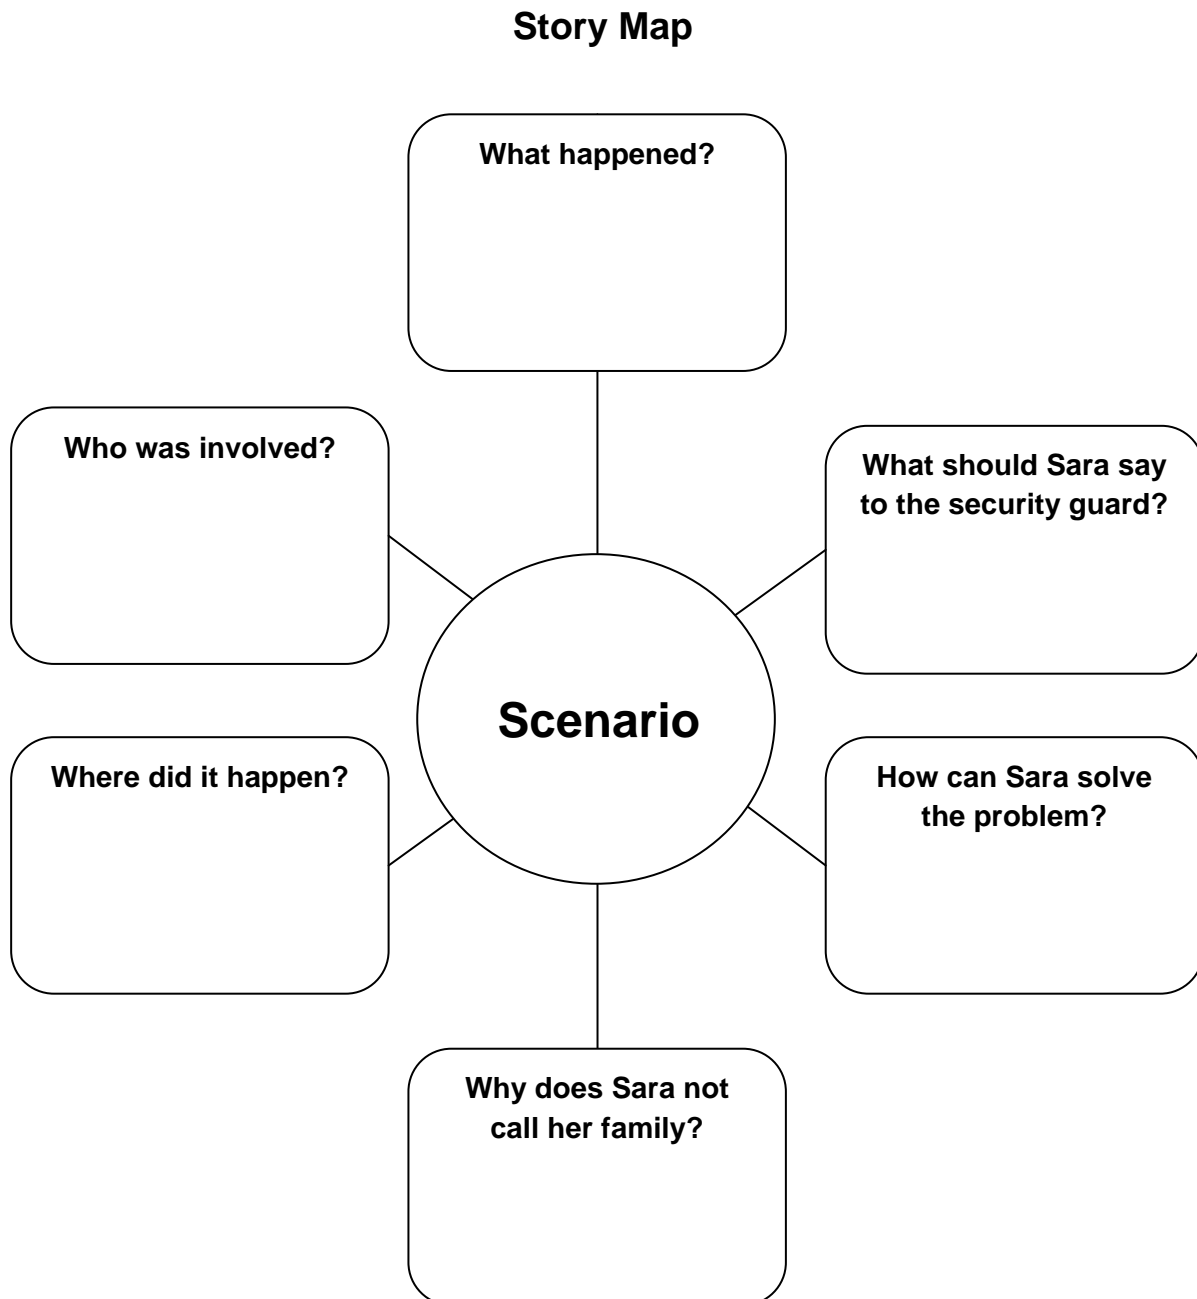 Story Map
What happened?
Who was involved?
What should Sara say
to the security guard?
Scenario
Where did it happen?
How can Sara solve
the problem?
Why does Sara not
call her family?